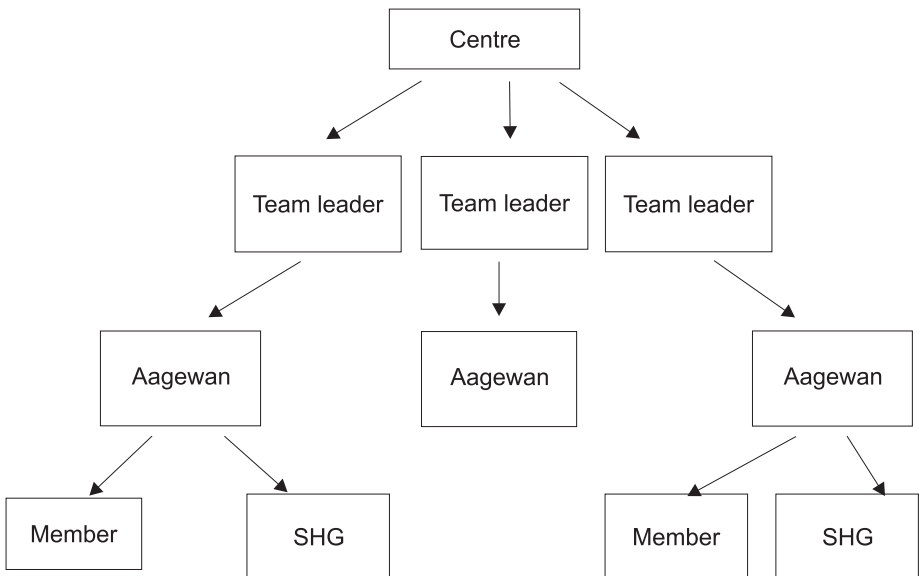 Centre
Team leader
Team leader
Team leader
Aagewan
Aagewan
Aagewan
Member
SHG
Member
SHG